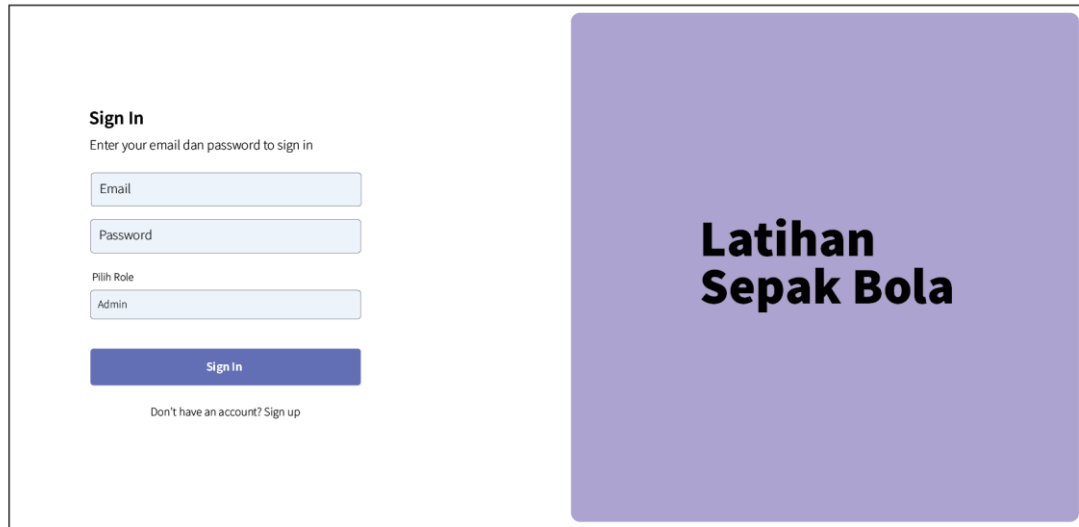 Sign In
Enter your email dan password to sign in
Email
Password
Pilih Role
Admin
Sign In
Don't have an account? Sign up
Latihan
Sepak Bola